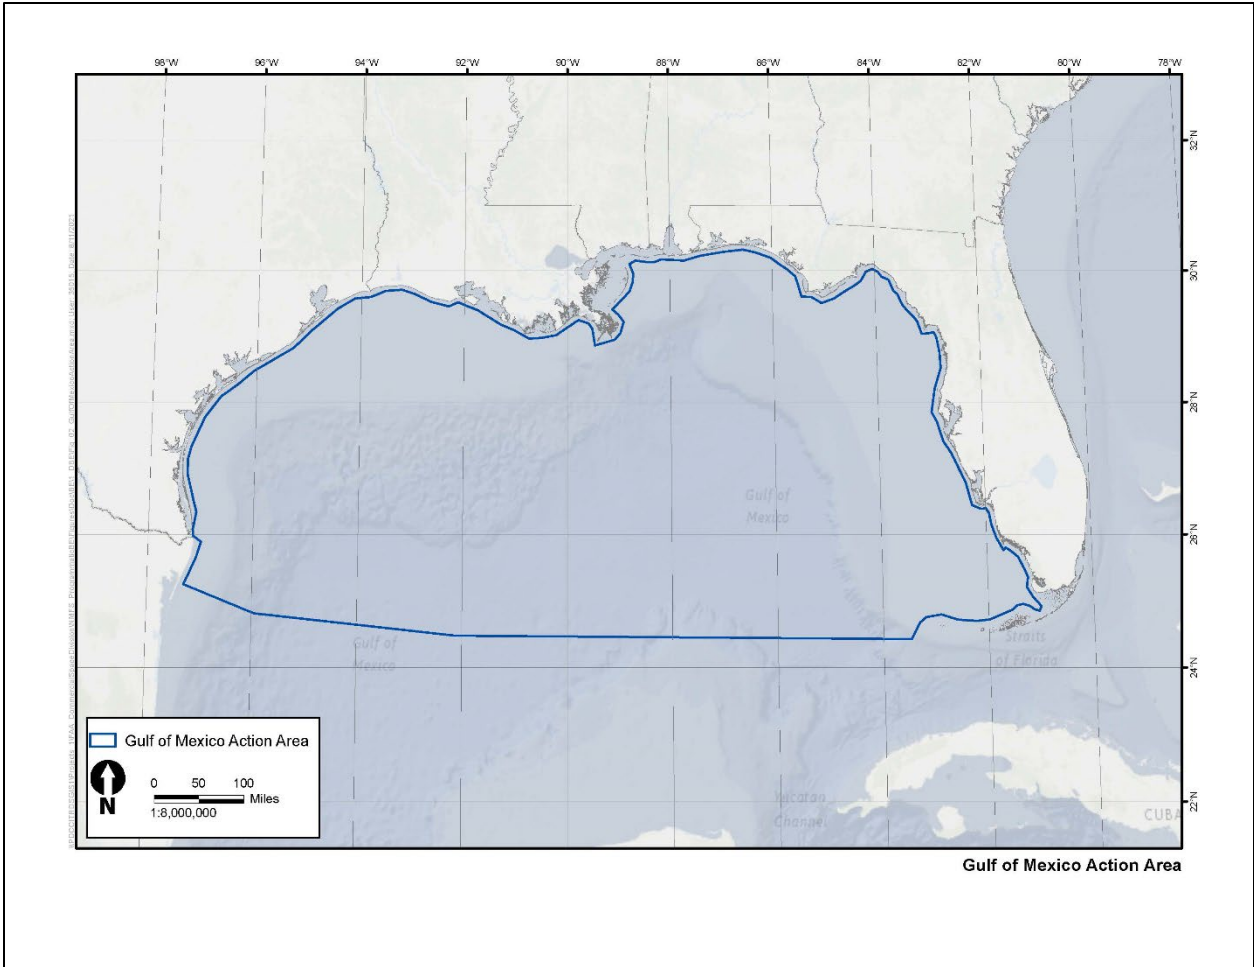 98°W 96°W 94°W 92°W 90°W 88°W 86°W 84°W 82°W 80°W 78°W
32°N
30°N
28°N
Gulf of
Mexico
26°N
Straits
of Florida
24°N
Gulf of
Mexico
22°N
Yucatan
Channel
CUBA
Gulf of Mexico Action Area
N
0 50 100
Miles
1:8,000,000
Gulf of Mexico Action Area